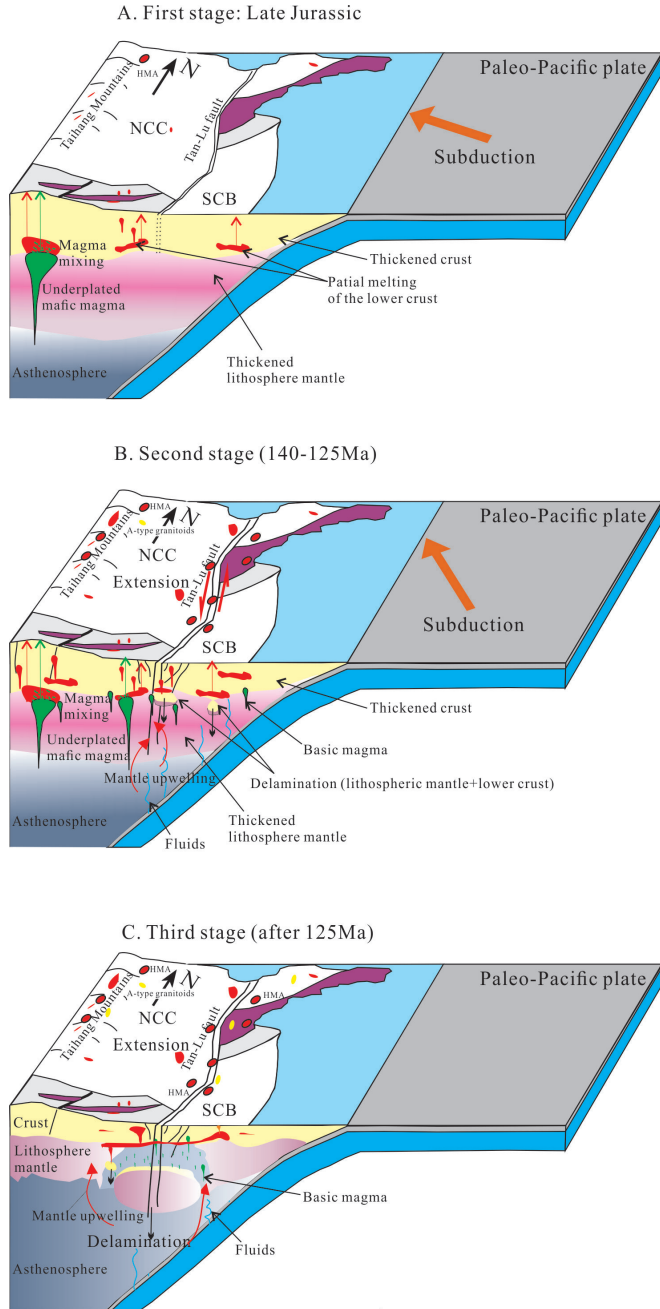 A. First stage: Late Jurassic
HMA
N
Taihang Mountains
NCC
Tan-Lu fault
SCB
Paleo-Pacific plate
Subduction
Magma
mixing
Underplated
mafic magma
Asthenosphere
Thickened crust
Patial melting
of the lower crust
Thickened
lithosphere mantle
B. Second stage (140-125Ma)
HMA
N
A-type granitoids
Taihang Mountains
NCC
Extension
Tan-Lu fault
SCB
Paleo-Pacific plate
Subduction
Magma
mixing
Underplated
mafic magma
Mantle upwelling
Asthenosphere
Thickened crust
Basic magma
Delamination (lithospheric mantle+lower crust)
Thickened
lithosphere mantle
Fluids
C. Third stage (after 125Ma)
HMA
N
A-type granitoids
Taihang Mountains
NCC
Extension
Tan-Lu fault
HMA
HMA
SCB
Paleo-Pacific plate
Crust
Lithosphere
mantle
Mantle upwelling
Delamination
Asthenosphere
Basic magma
Fluids